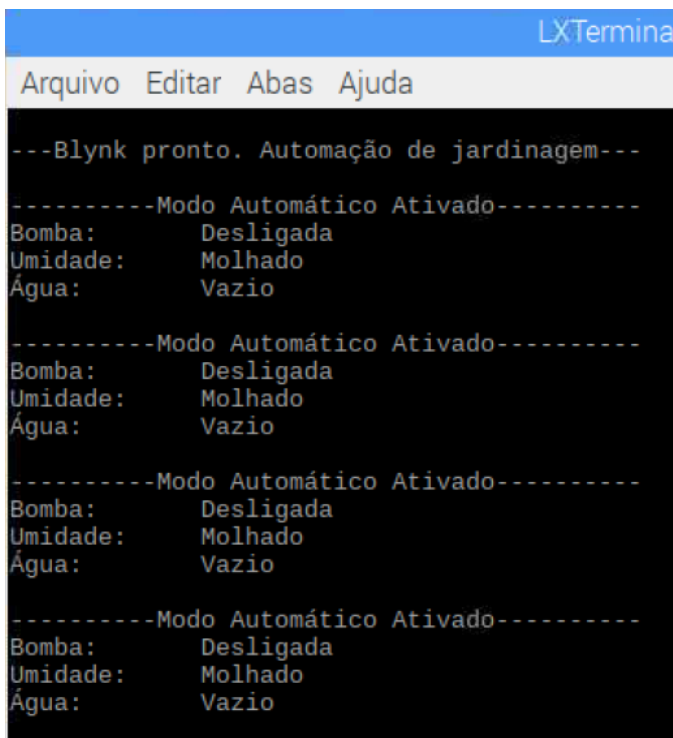 LXTermina
Arquivo Editar Abas Ajuda
---Blynk pronto. Automação de jardinagem---
----------Modo Automático Ativado----------
Bomba: Desligada
Umidade: Molhado
Água: Vazio
----------Modo Automático Ativado----------
Bomba: Desligada
Umidade: Molhado
Água: Vazio
----------Modo Automático Ativado----------
Bomba: Desligada
Umidade: Molhado
Água: Vazio
----------Modo Automático Ativado----------
Bomba: Desligada
Umidade: Molhado
Água: Vazio